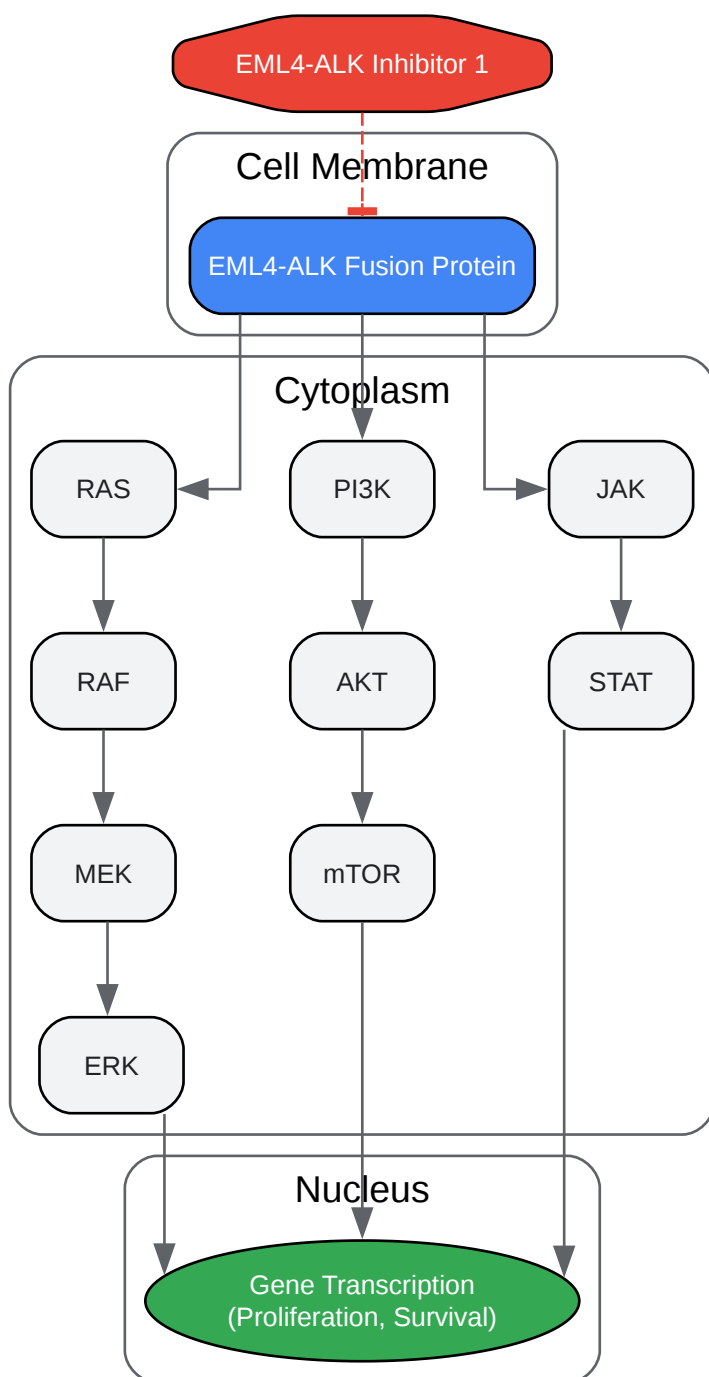 EML4-ALK Inhibitor 1
Cell Membrane
EML4-ALK Fusion Protein
Cytoplasm
RAS
PI3K
JAK
RAF
AKT
STAT
MEK
mTOR
ERK
Nucleus
Gene Transcription
(Proliferation, Survival)